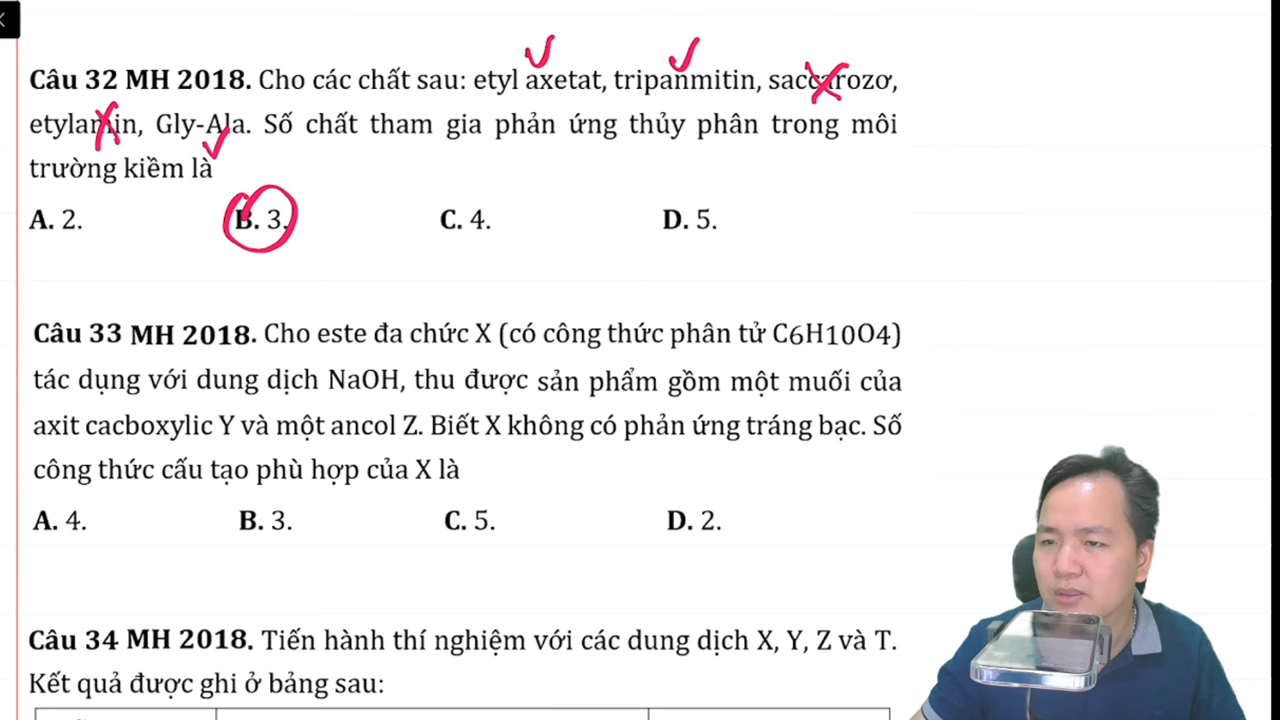 Câu 32 MH 2018. Cho các chất sau: etyl axetat, tripanmitin, saccarozơ,
etylamin, Gly-Ala. Số chất tham gia phản ứng thủy phân trong môi
trường kiềm là
A. 2. B. 3. C. 4. D. 5.
Câu 33 MH 2018. Cho este đa chức X (có công thức phân tử C6H10O4)
tác dụng với dung dịch NaOH, thu được sản phẩm gồm một muối của
axit cacboxylic Y và một ancol Z. Biết X không có phản ứng tráng bạc. Số
công thức cấu tạo phù hợp của X là
A. 4. B. 3. C. 5. D. 2.
Câu 34 MH 2018. Tiến hành thí nghiệm với các dung dịch X, Y, Z và T.
Kết quả được ghi ở bảng sau: